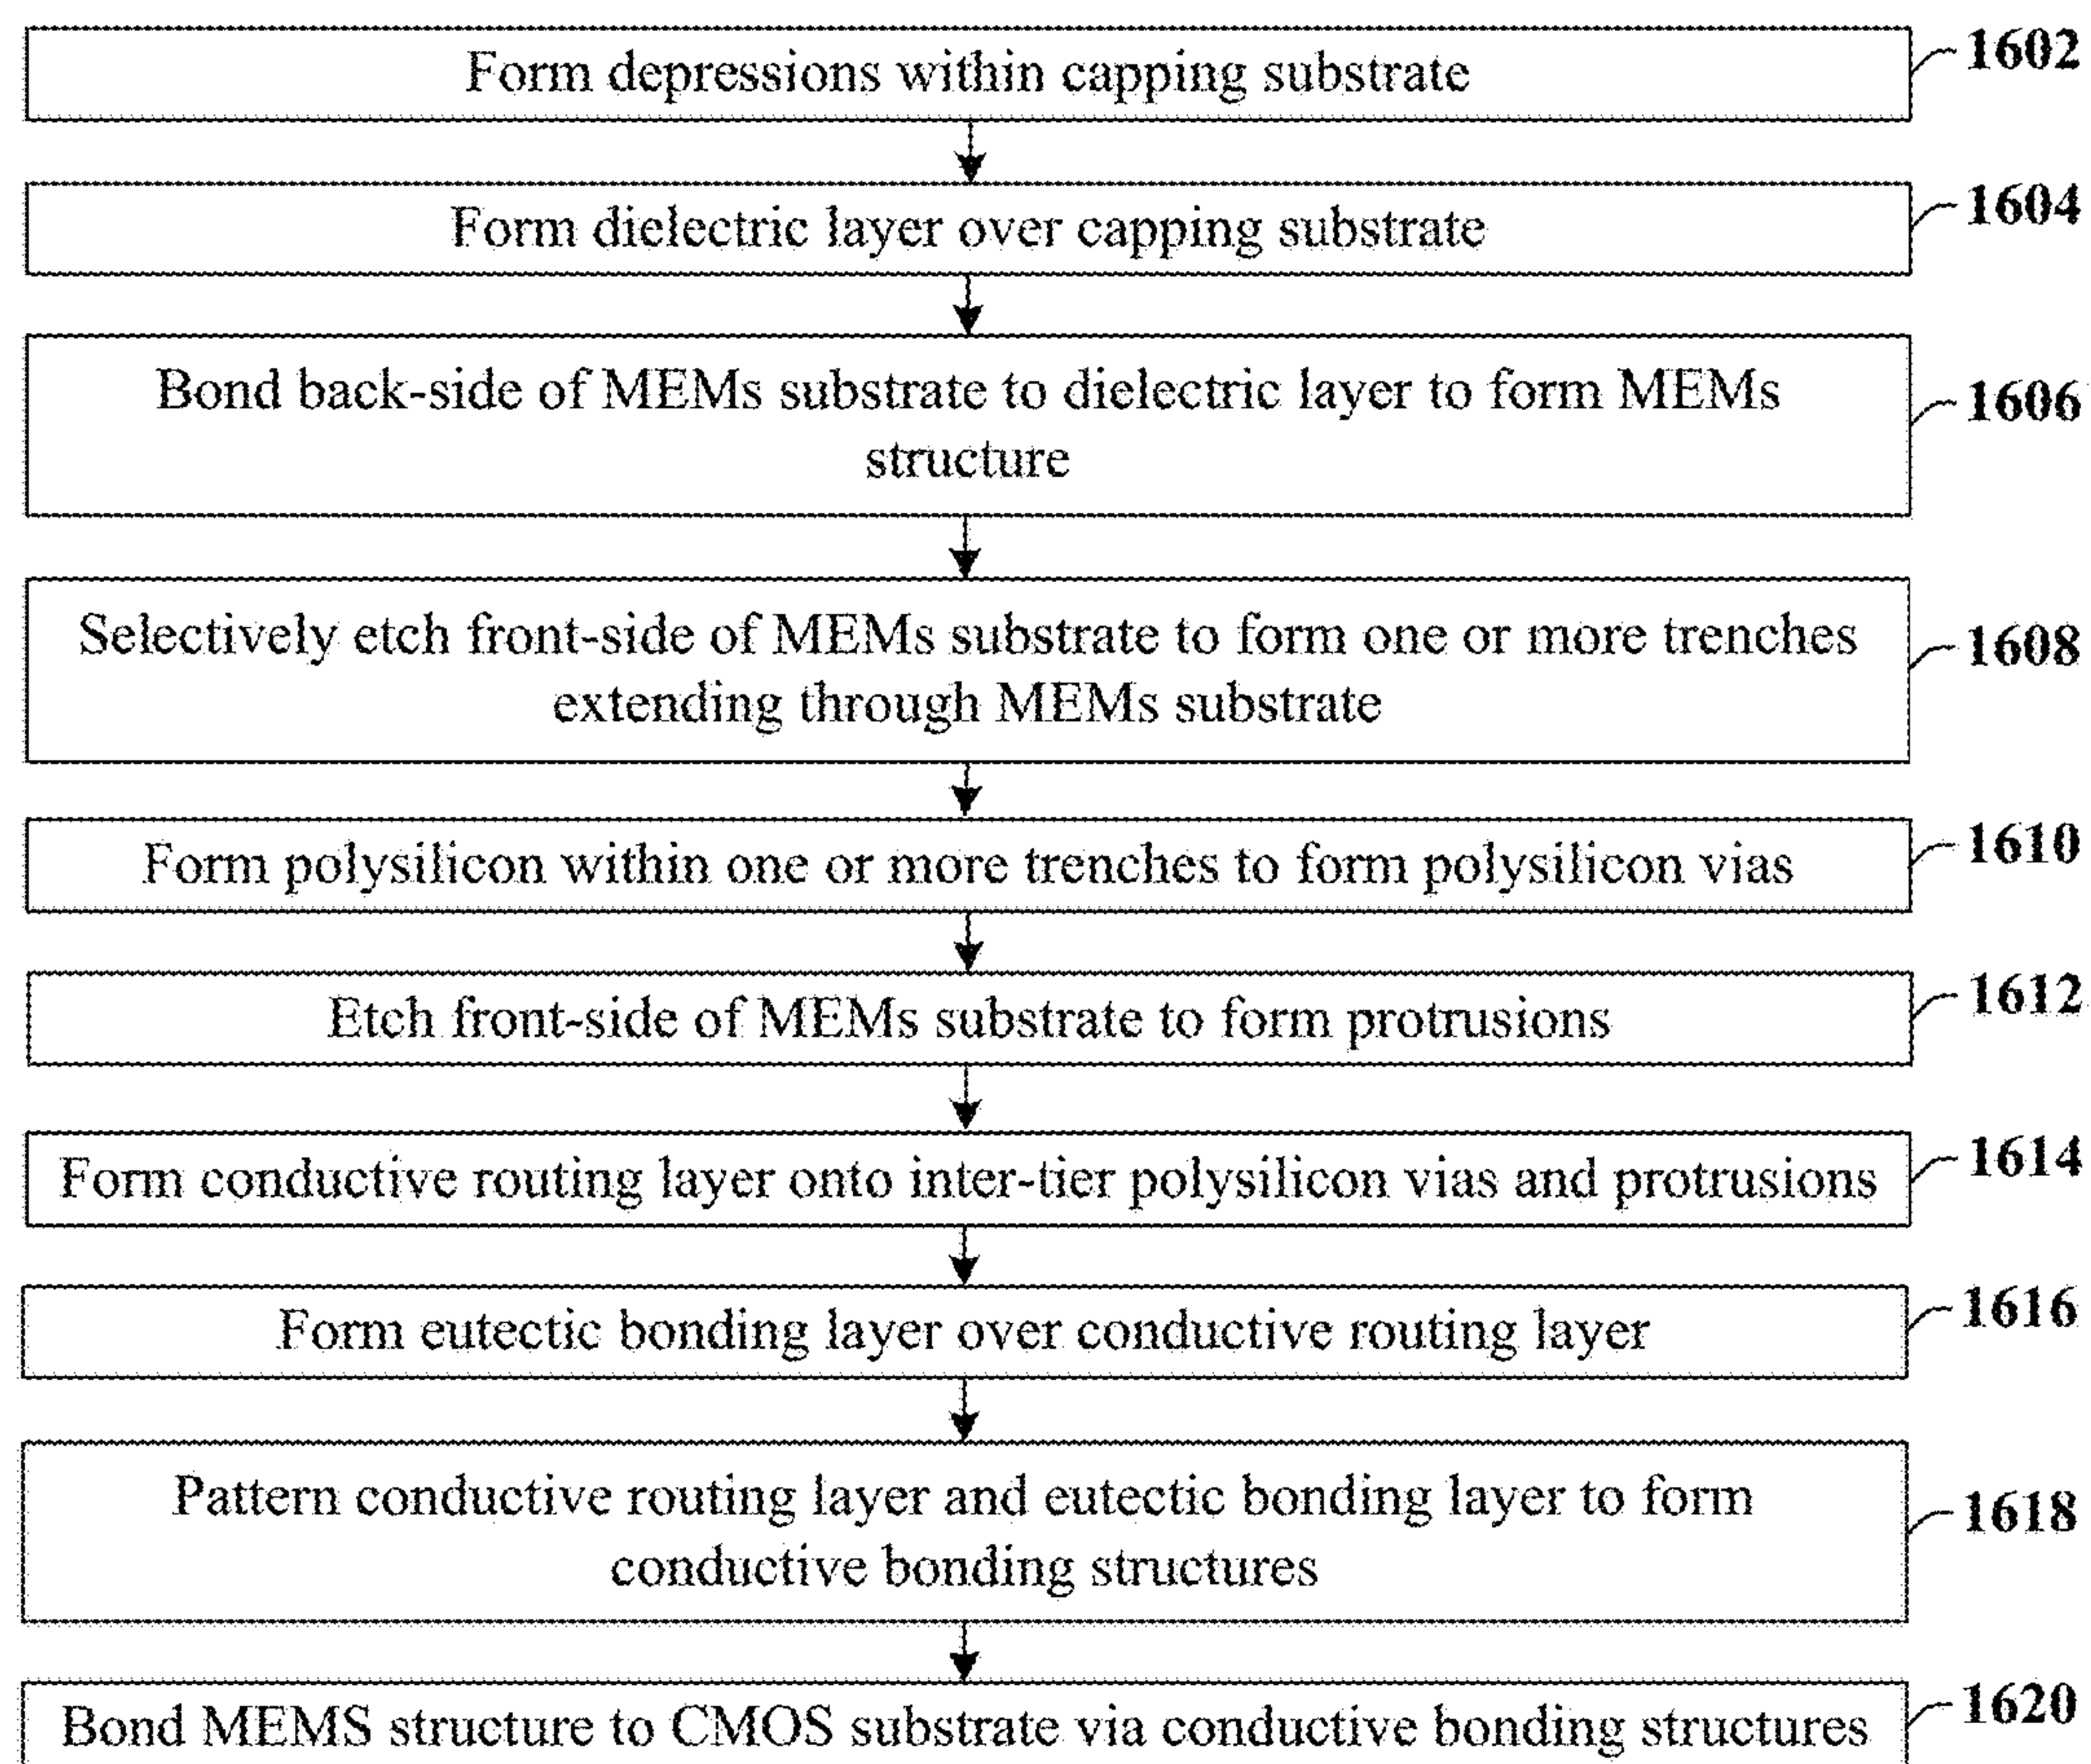 Form depressions within capping substrate
1602
Form dielectric layer over capping substrate
1604
Bond back-side of MEMs substrate to dielectric layer to form MEMs
structure
1606
Selectively etch front-side of MEMs substrate to form one or more trenches
extending through MEMs substrate
1608
Form polysilicon within one or more trenches to form polysilicon vias
1610
Etch front-side of MEMs substrate to form protrusions
1612
Form conductive routing layer onto inter-tier polysilicon vias and protrusions
1614
Form eutectic bonding layer over conductive routing layer
1616
Pattern conductive routing layer and eutectic bonding layer to form
conductive bonding structures
1618
Bond MEMS structure to CMOS substrate via conductive bonding structures
1620